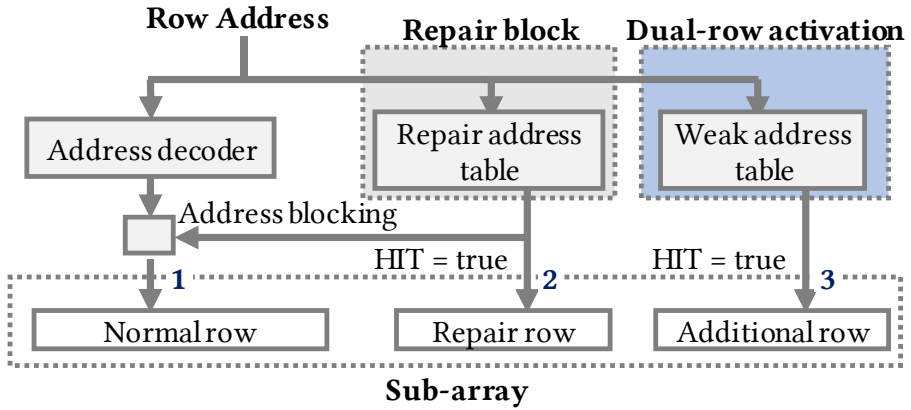 Row Address
Repair block
Dual-row activation
Address decoder
Repair address
table
Weak address
table
Address blocking
HIT = true
HIT = true
1
2
3
Normal row
Repair row
Additional row
Sub-array